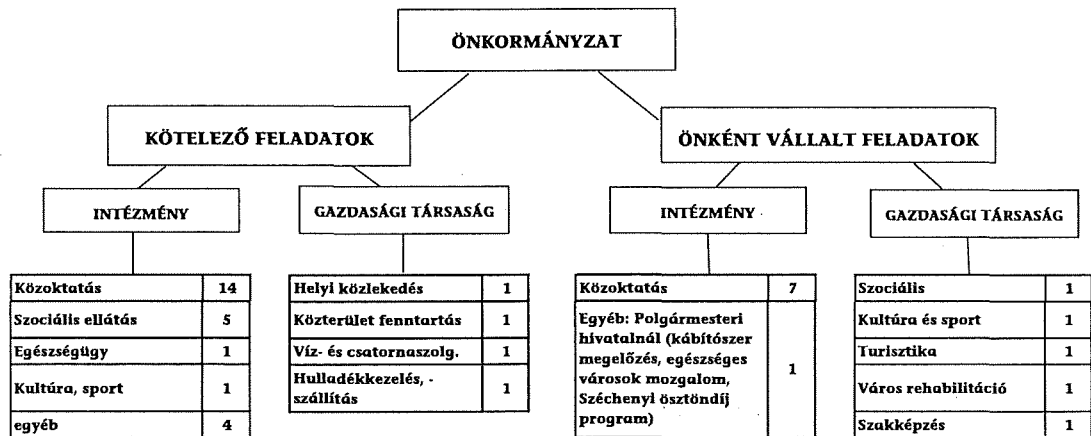 ÖNKORMÁNYZAT
KÖTELEZŐ FELADATOK
ÖNKÉNT VÁLLALT FELADATOK
INTÉZMÉNY
GAZDASÁGI TÁRSASÁG
INTÉZMÉNY
GAZDASÁGI TÁRSASÁG
Közoktatás 14
Szociális ellátás 5
Egészségügy 1
Kultúra, sport 1
egyéb 4
Helyi közlekedés 1
Közterület fenntartás 1
Víz- és csatornaszolg. 1
Hulladékkezelés, -
szállítás 1
Közoktatás 7
Egyéb: Polgármesteri
hivatalnál (kábítószer
megelőzés, egészséges
városok mozgalom, 1
Széchenyi ösztöndíj
program)
Szociális 1
Kultúra és sport 1
Turisztika 1
Város rehabilitáció 1
Szakképzés 1